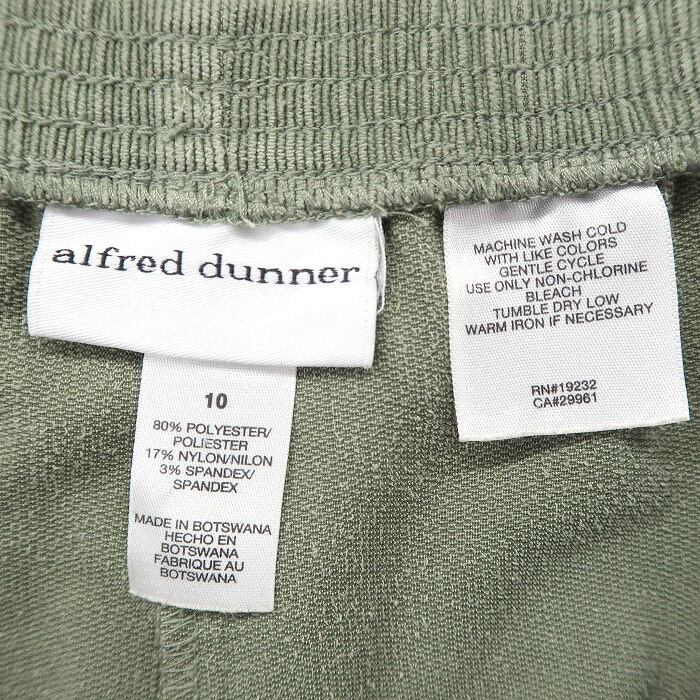 alfred dunner
10
80% POLYESTER/
POLIESTER
17% NYLON/NILON
3% SPANDEX/
SPANDEX
MADE IN BOTSWANA
HECHO EN
BOTSWANA
FABRIQUE AU
BOTSWANA
MACHINE WASH COLD
WITH LIKE COLORS
GENTLE CYCLE
USE ONLY NON-CHLORINE
BLEACH
TUMBLE DRY LOW
WARM IRON IF NECESSARY
RN#19232
CA#29961